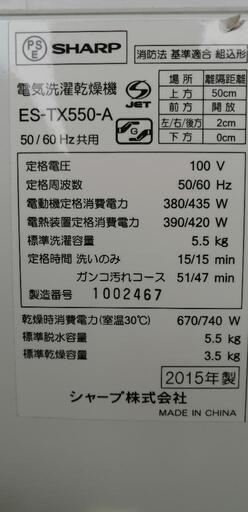 PS E SHARP
消防法 基準適合 組込形
場所 離隔距離
上方 50cm
前方 開放
左/右/後方 2cm
下方 0cm
電気洗濯乾燥機
ES-TX550-A
50/60Hz共用
S JET
定格電圧 100 V
定格周波数 50/60 Hz
電動機定格消費電力 380/435 W
電熱装置定格消費電力 390/420 W
標準洗濯容量 5.5 kg
定格時間 洗いのみ 15/15 min
ガンコ汚れコース 51/47 min
製造番号 1002467
乾燥時消費電力(室温30℃) 670/740 W
標準脱水容量 5.5 kg
標準乾燥容量 3.5 kg
2015年製
シャープ株式会社
MADE IN CHINA